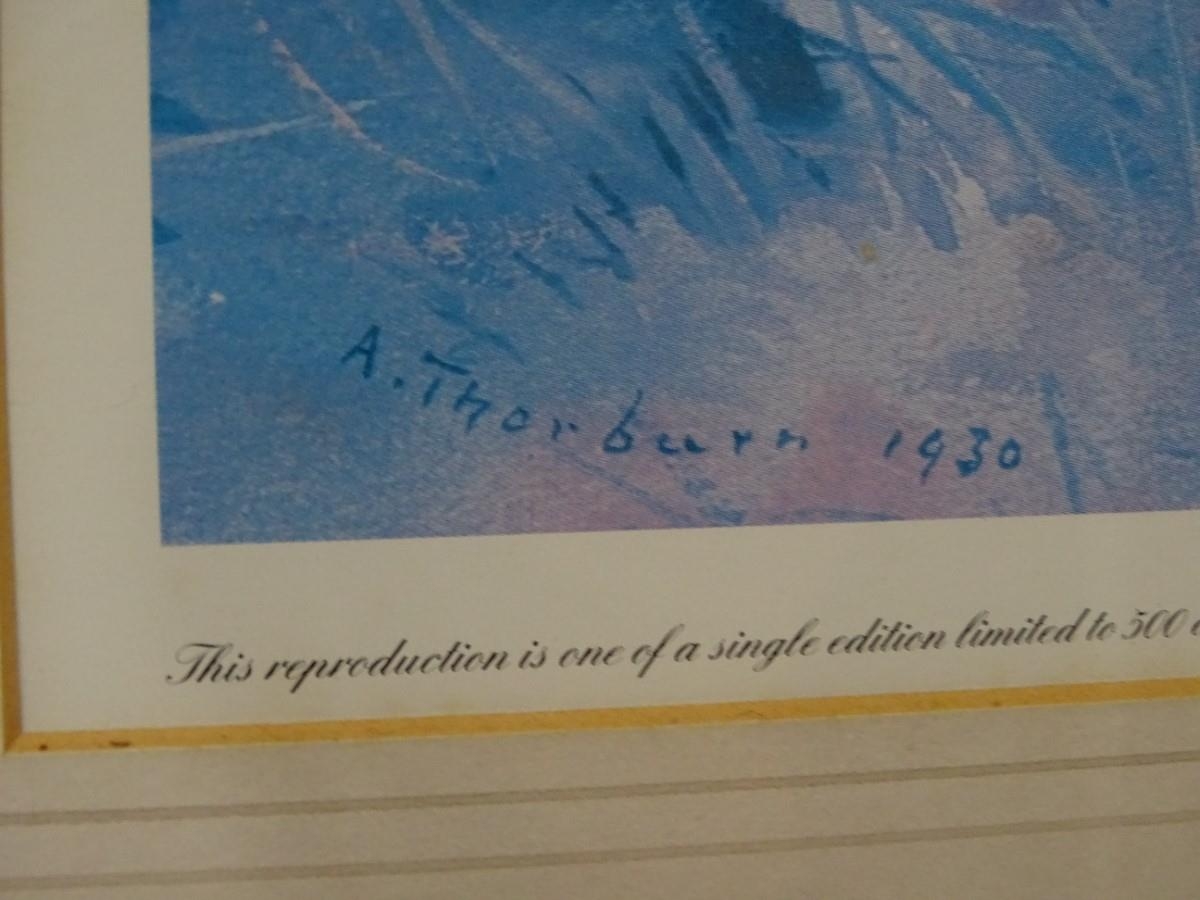 A. Thorburn 1930
This reproduction is one of a single edition limited to 500